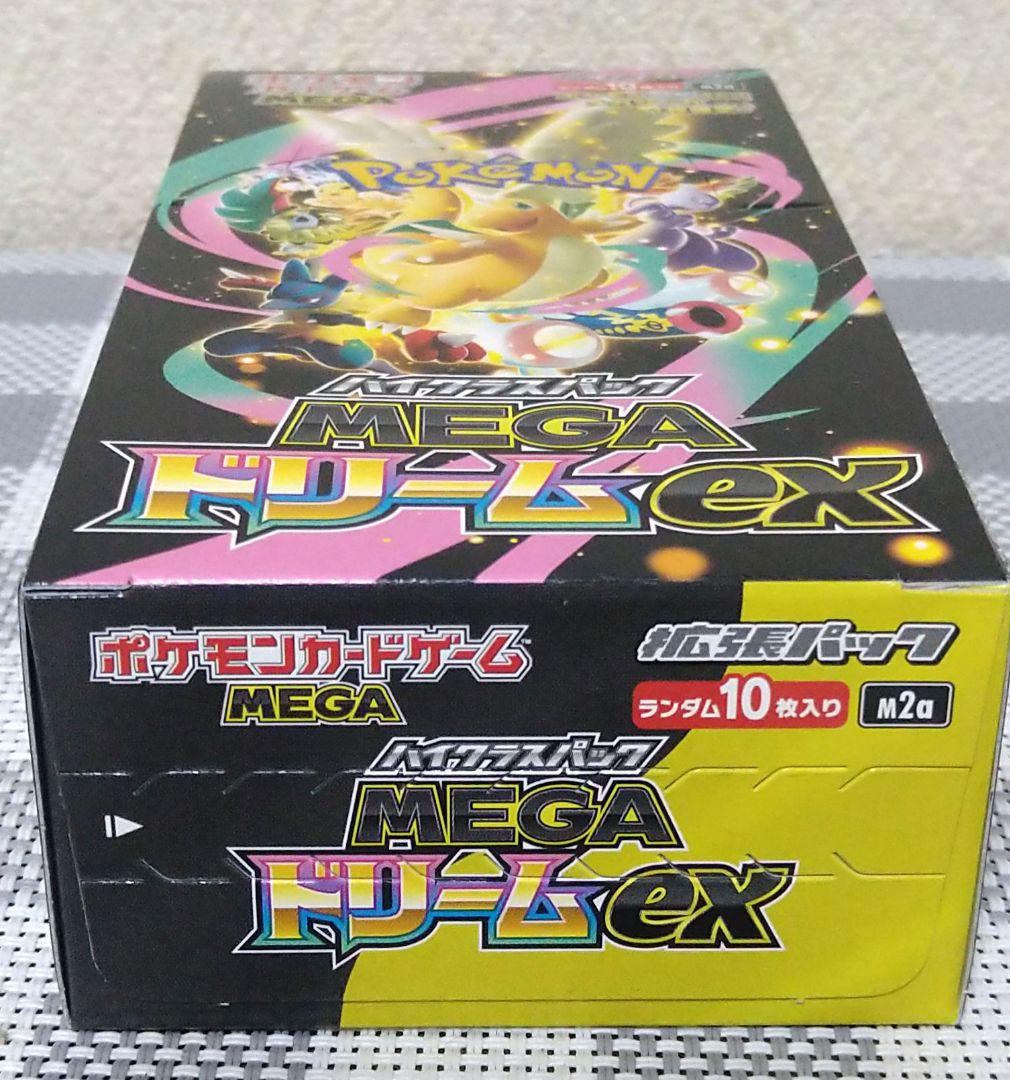 POKÉMON
ハイクラスパック
MEGA
ドリームex
ポケモンカードゲーム™
MEGA
拡張パック
ランダム10枚入り
M2a
ハイクラスパック
MEGA
ドリームex